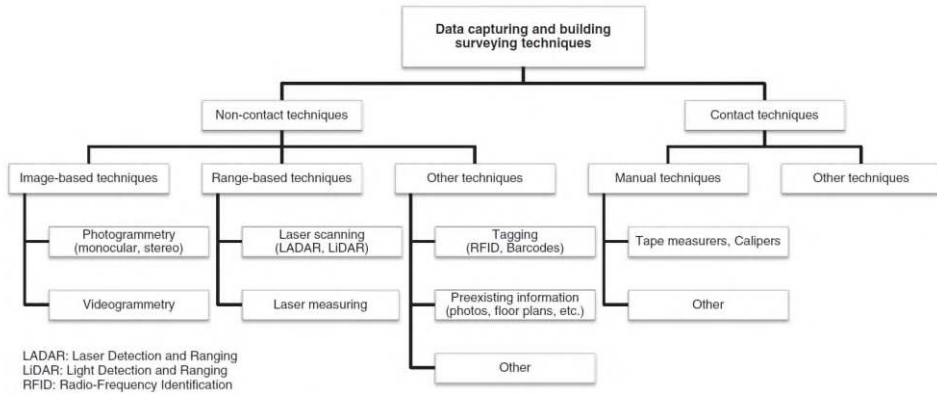 Data capturing and building
surveying techniques
Non-contact techniques
Contact techniques
Image-based techniques
Range-based techniques
Other techniques
Manual techniques
Other techniques
Photogrammetry
(monocular, stereo)
Laser scanning
(LADAR, LiDAR)
Tagging
(RFID, Barcodes)
Tape measurers, Calipers
Videogrammetry
Laser measuring
Preexisting information
(photos, floor plans, etc.)
Other
Other
LADAR: Laser Detection and Ranging
LiDAR: Light Detection and Ranging
RFID: Radio-Frequency Identification